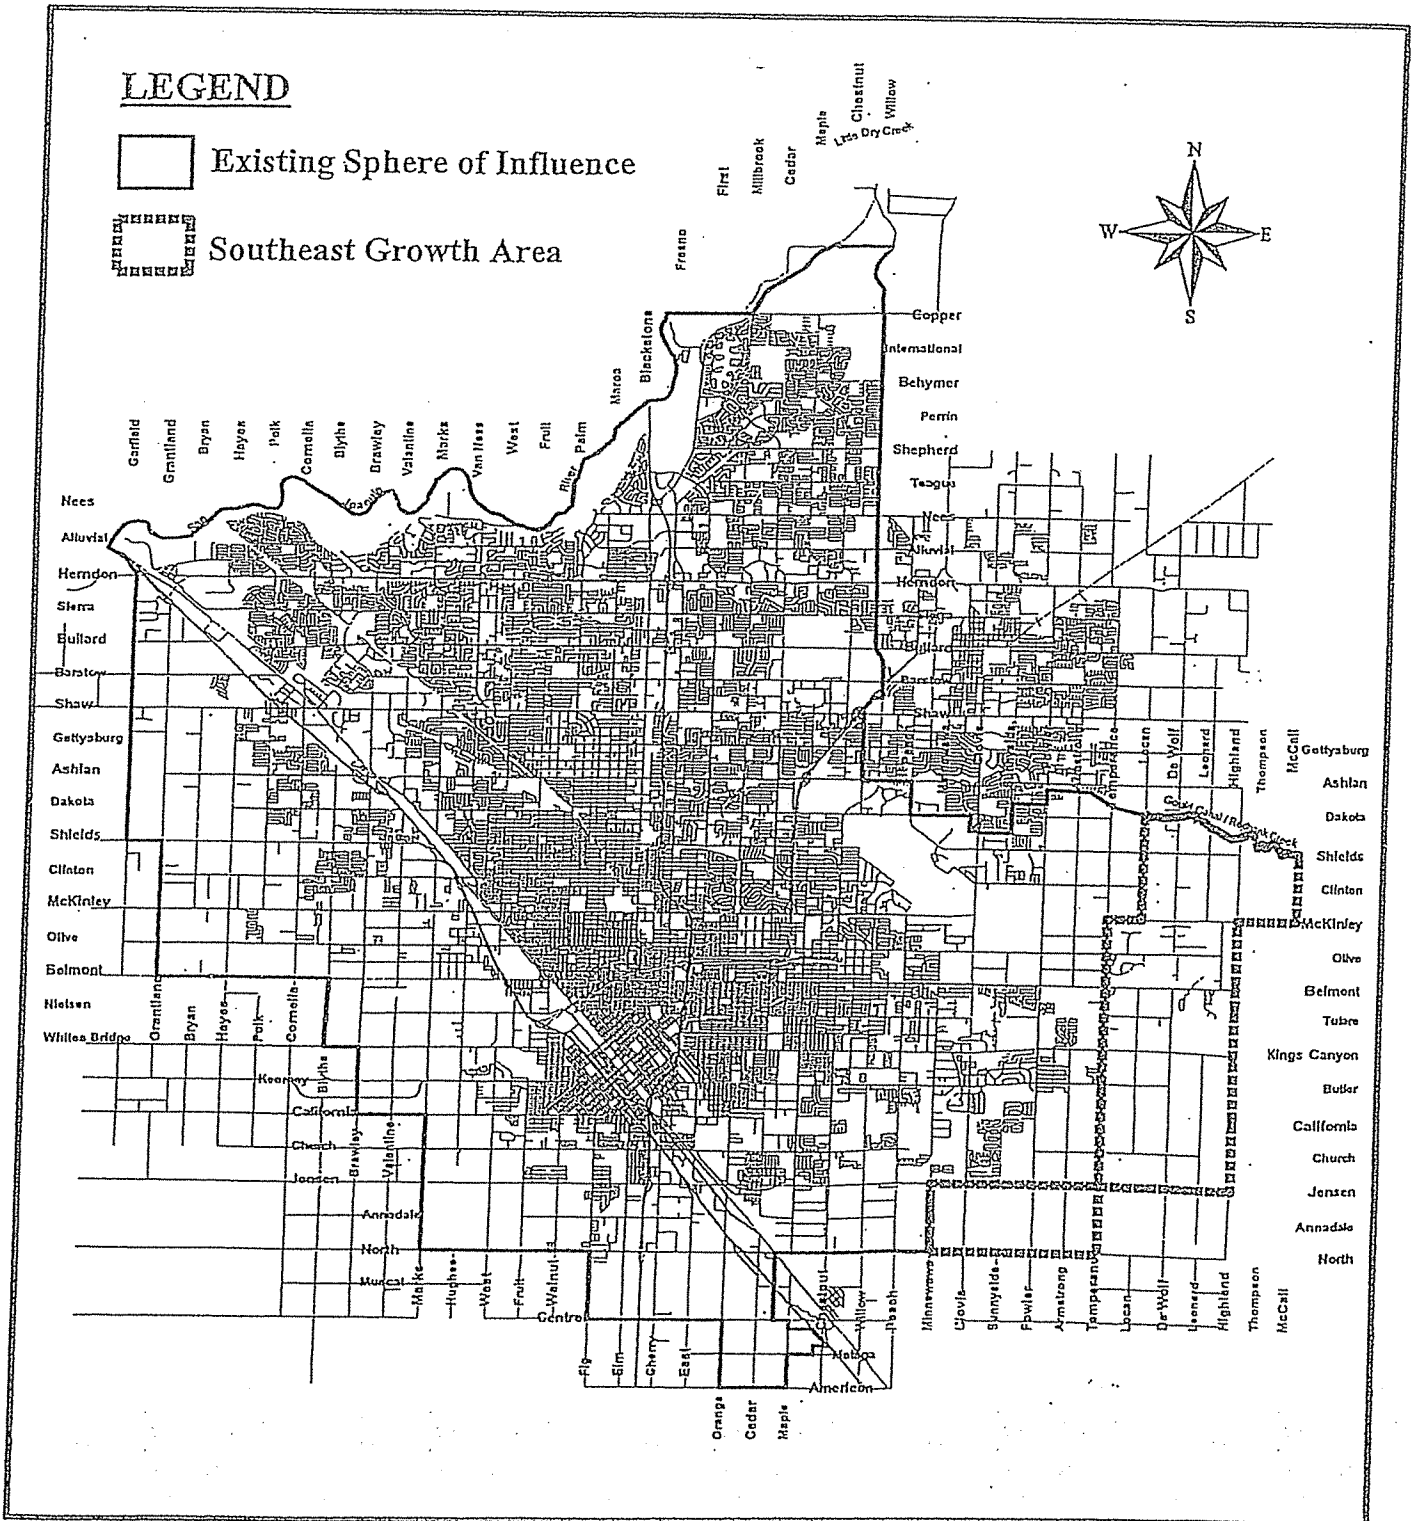 LEGEND
Existing Sphere of Influence
Southeast Growth Area
N
W
E
S
Chestnut
Willow
Maple
First
Millbrook
Cedar
Fresno
Blackstone
Maroa
Copper
International
Behymer
Perrin
Shepherd
Teague
Nees
Alluvial
Herndon
Bullard
Barstow
Shaw
Garfield
Grantland
Bryan
Hayes
Polk
Cornelia
Blythe
Brawley
Valentine
Marks
Van Ness
West
Fruit
Palm
River
Nees
Alluvial
Herndon
Sierra
Bullard
Barstow
Shaw
Gettysburg
Ashlan
Dakota
Shields
Clinton
McKinley
Olive
Belmont
Nielsen
Whites Bridge
Grantland
Bryan
Hayes
Polk
Cornelia
Kearney
Blythe
California
Church
Jensen
Brawley
Valentine
Annadale
North
Muscat
Central
Marks
Hughes
West
Fruit
Walnut
Fig
Elm
Cherry
East
Orange
Cedar
Maple
Chestnut
Willow
Peach
Malaga
American
Minnewawa
Clovis
Sunnyside
Fowler
Armstrong
Temperance
Locan
De Wolf
Leonard
Highland
Thompson
McCall
Temperance
Locan
De Wolf
Leonard
Highland
Thompson
McCall
Gettysburg
Ashlan
Dakota
Shields
Clinton
McKinley
Olive
Belmont
Tulare
Kings Canyon
Butler
California
Church
Jensen
Annadale
North